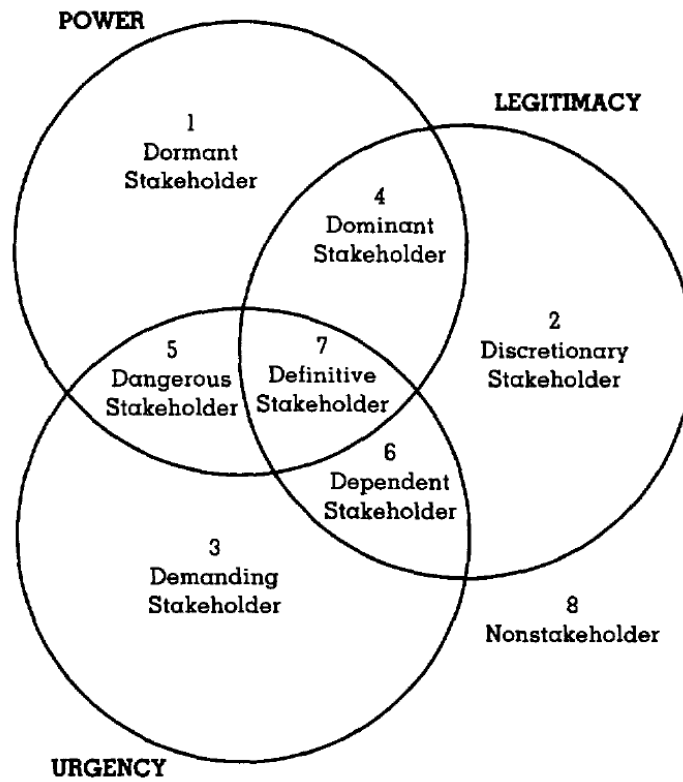 POWER
LEGITIMACY
1
Dormant
Stakeholder
4
Dominant
Stakeholder
2
Discretionary
Stakeholder
5
Dangerous
Stakeholder
7
Definitive
Stakeholder
6
Dependent
Stakeholder
3
Demanding
Stakeholder
8
Nonstakeholder
URGENCY